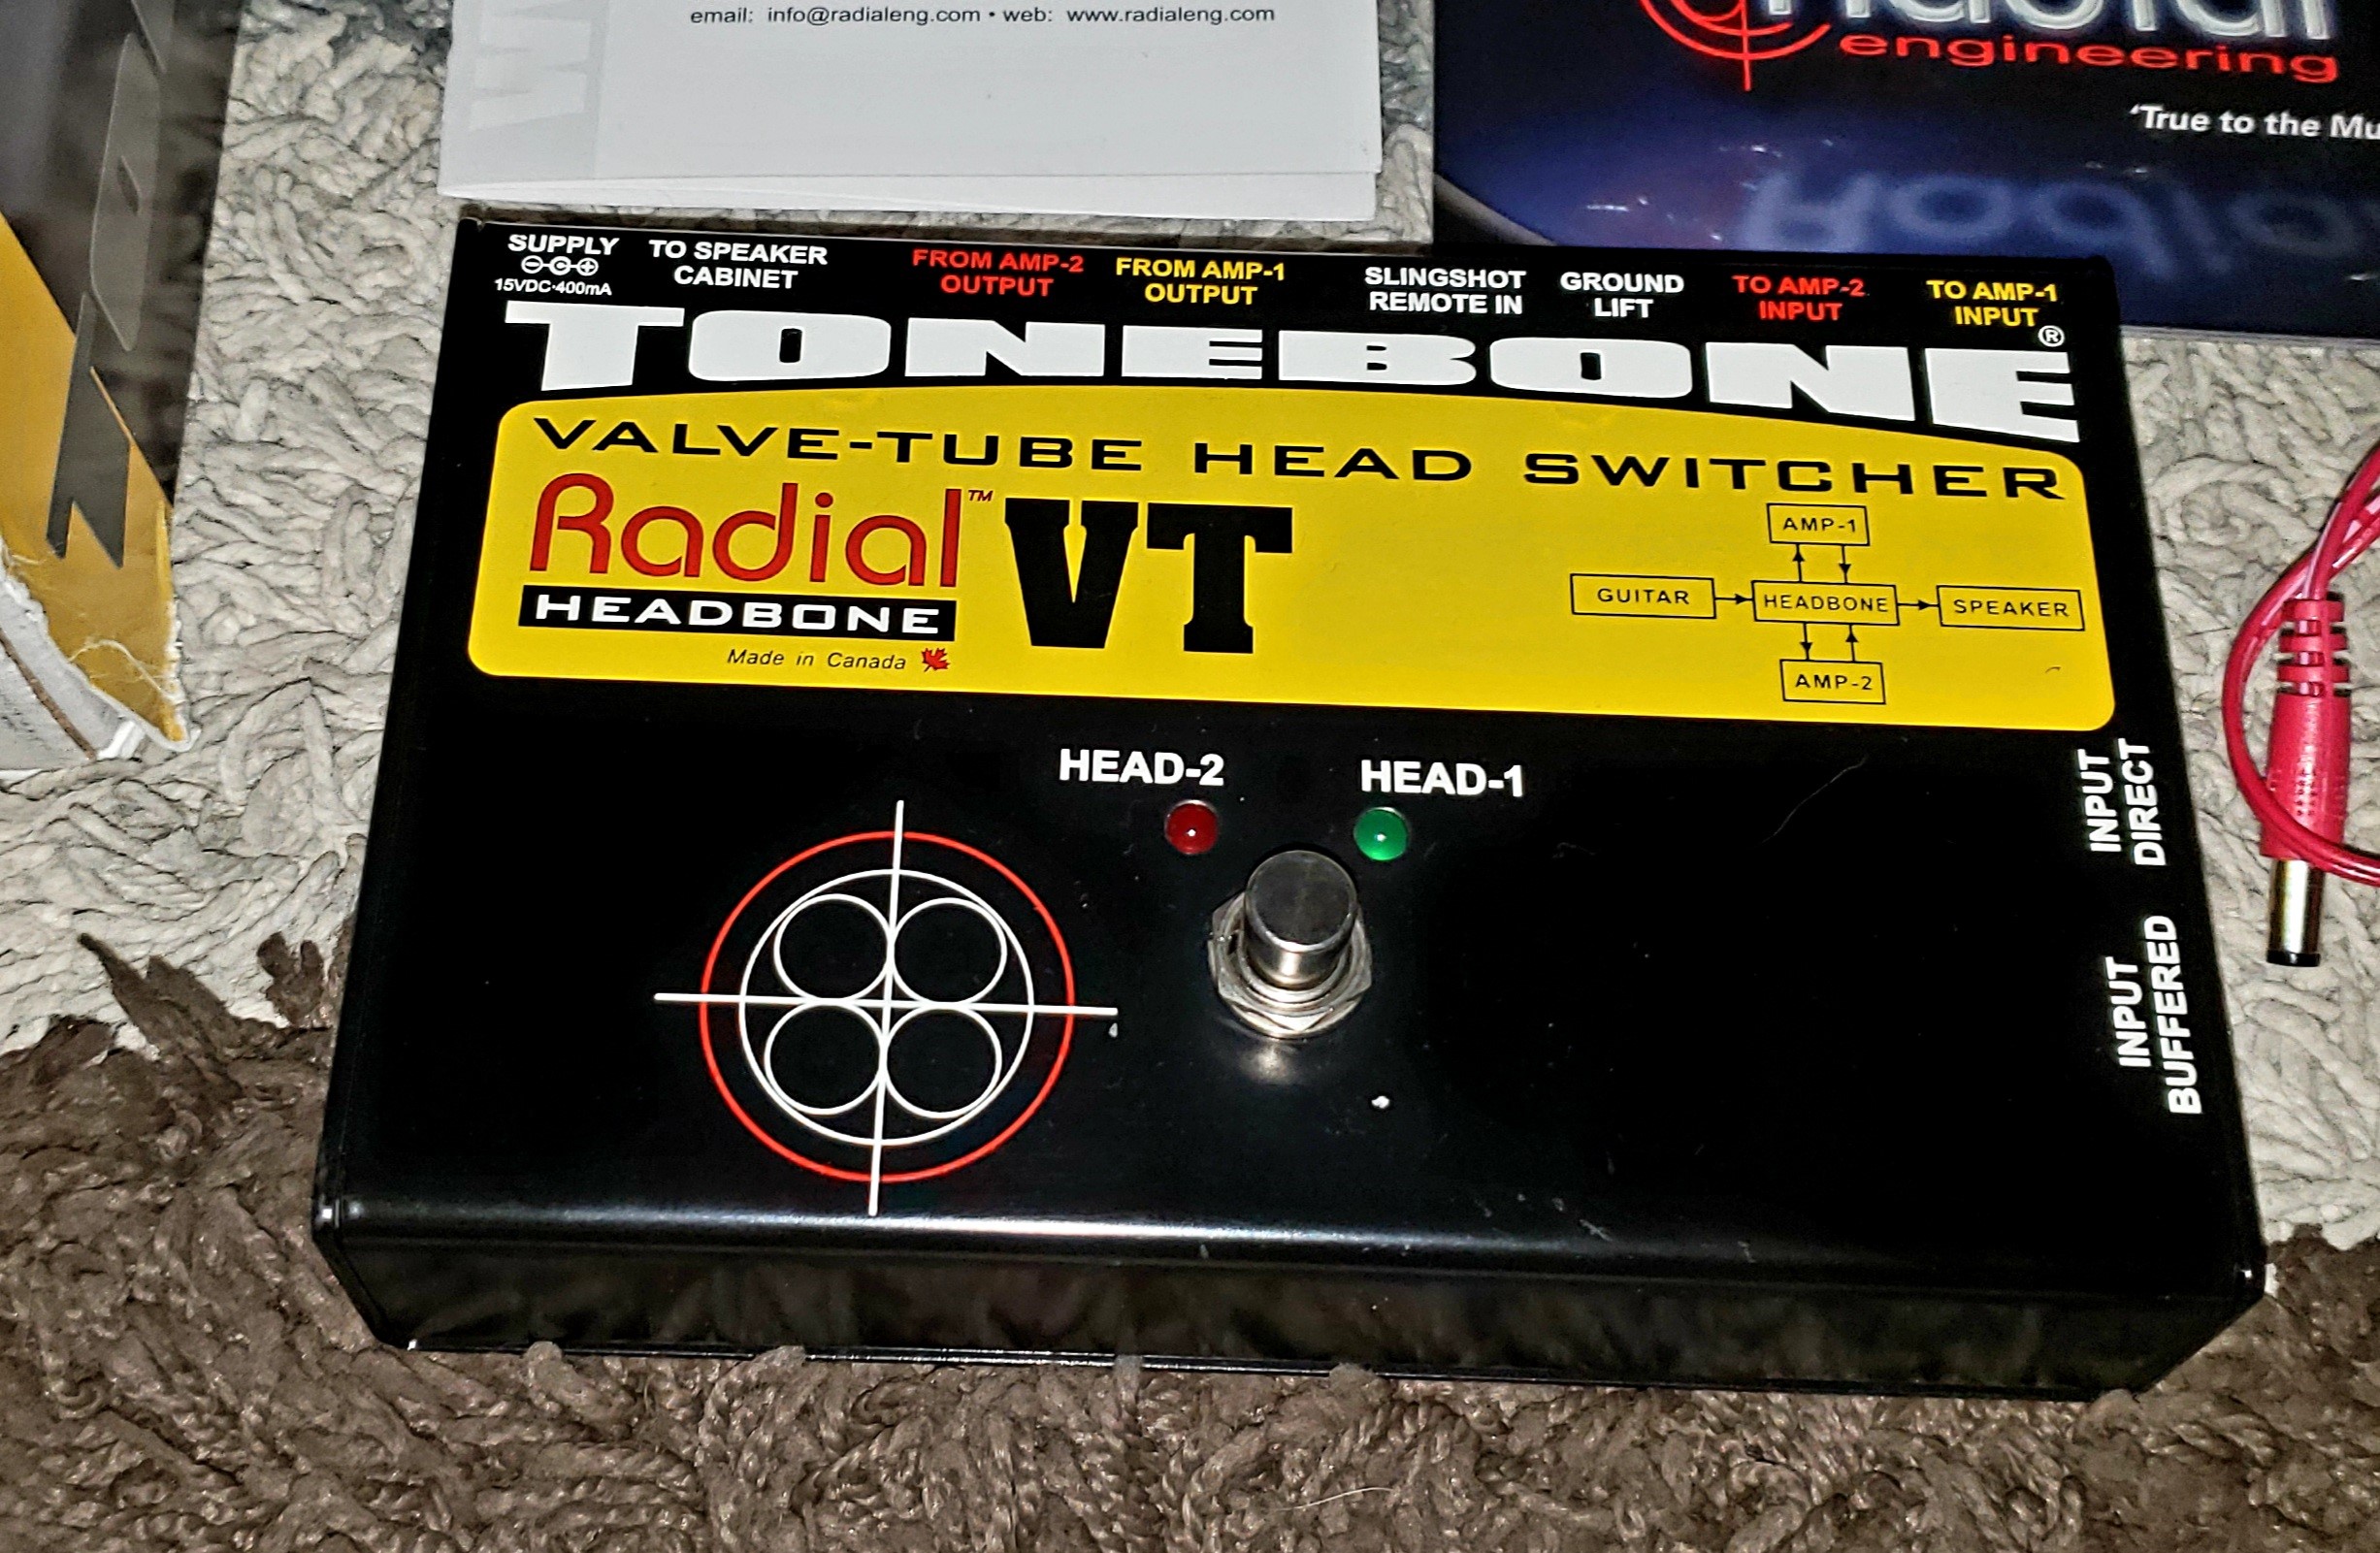 email: info@radialeng.com • web: www.radialeng.com
Radial
engineering
'True to the
Radial
SUPPLY
15VDC·400mA
TO SPEAKER
CABINET
FROM AMP-2
OUTPUT
FROM AMP-1
OUTPUT
SLINGSHOT
REMOTE IN
GROUND
LIFT
TO AMP-2
INPUT
TO AMP-1
INPUT
TONEBONE®
VALVE-TUBE HEAD SWITCHER
Radial™ VT
HEADBONE
Made in Canada
AMP-1
GUITAR
HEADBONE
SPEAKER
AMP-2
HEAD-2
HEAD-1
INPUT
DIRECT
INPUT
BUFFERED